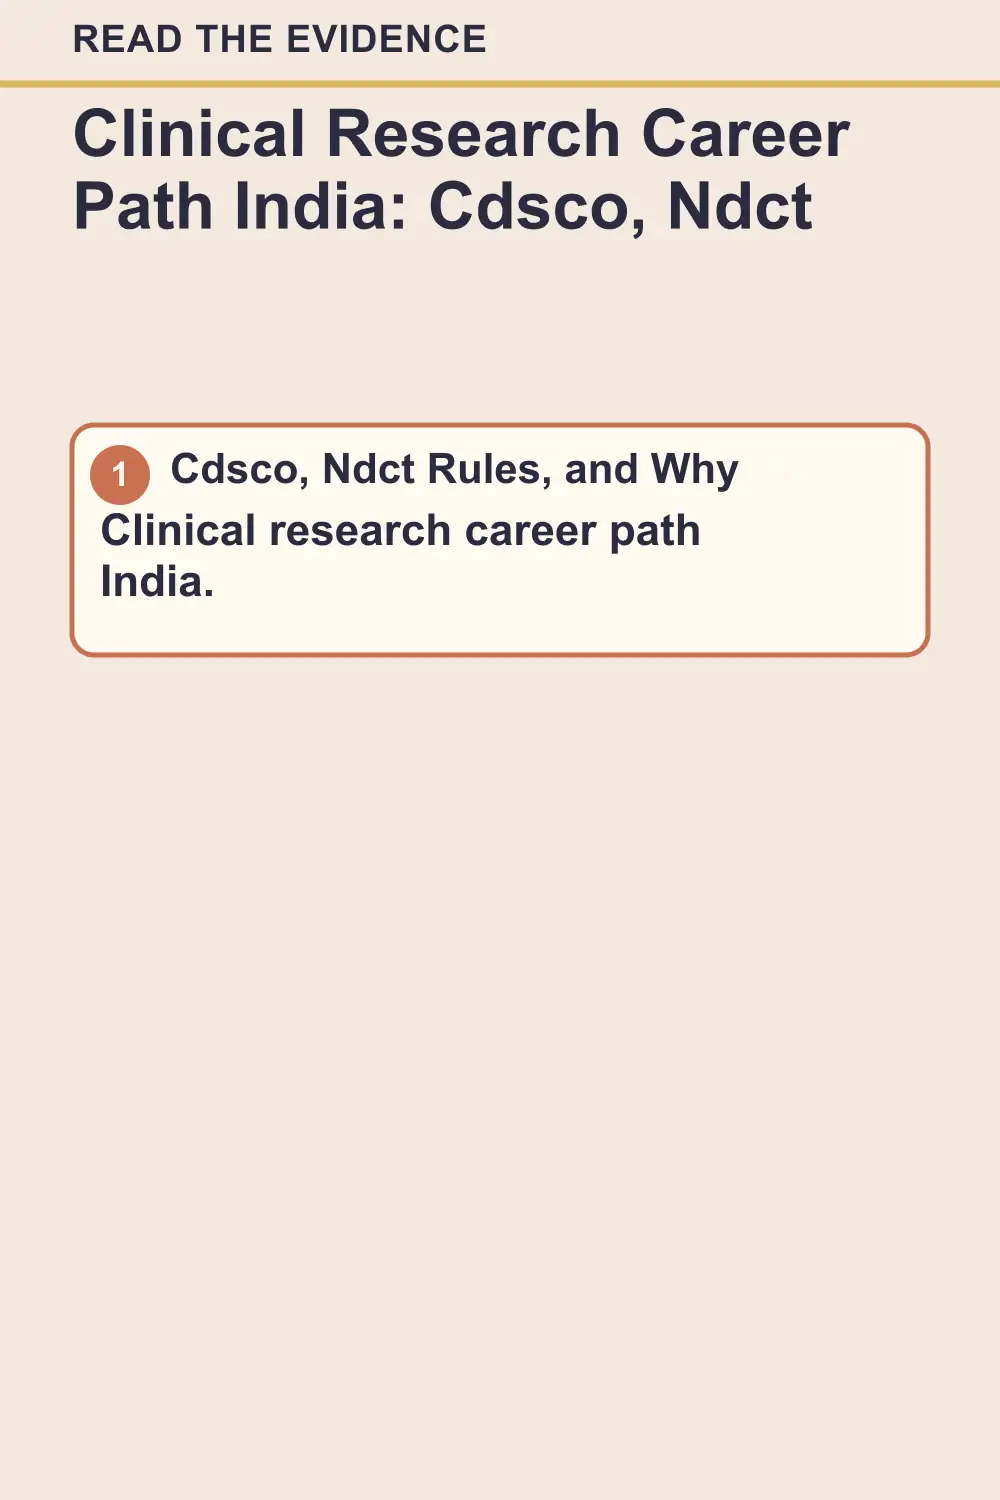 READ THE EVIDENCE
Clinical Research Career
Path India: Cdsco, Ndct
1 Cdsco, Ndct Rules, and Why
Clinical research career path
India.